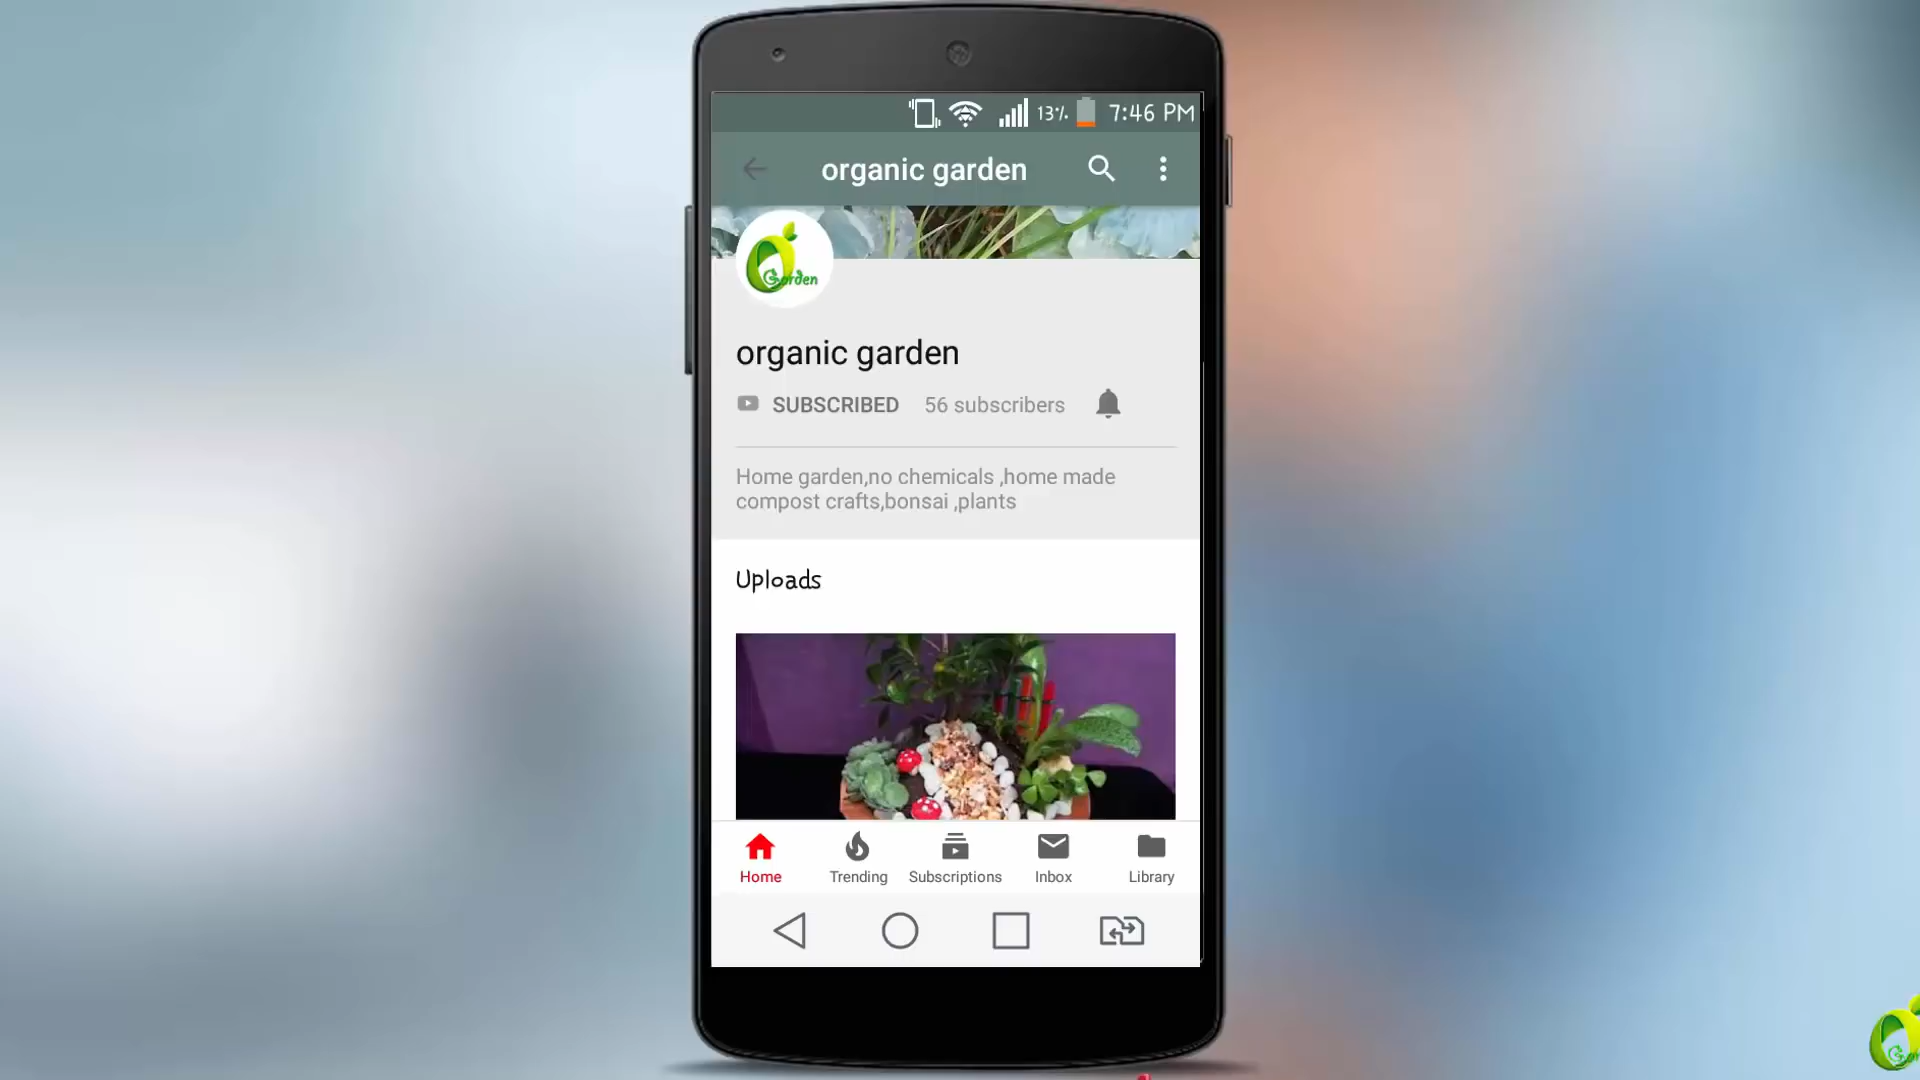 13% 7:46 PM
organic garden
Garden
organic garden
SUBSCRIBED 56 subscribers
Home garden,no chemicals ,home made
compost crafts,bonsai ,plants
Uploads
Home Trending Subscriptions Inbox Library